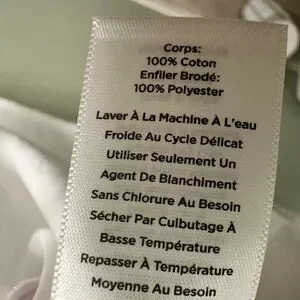 Corps:
100% Coton
Enfiler Brodé:
100% Polyester
Laver À La Machine À L'eau
Froide Au Cycle Délicat
Utiliser Seulement Un
Agent De Blanchiment
Sans Chlorure Au Besoin
Sécher Par Culbutage À
Basse Température
Repasser À Température
Moyenne Au Besoin